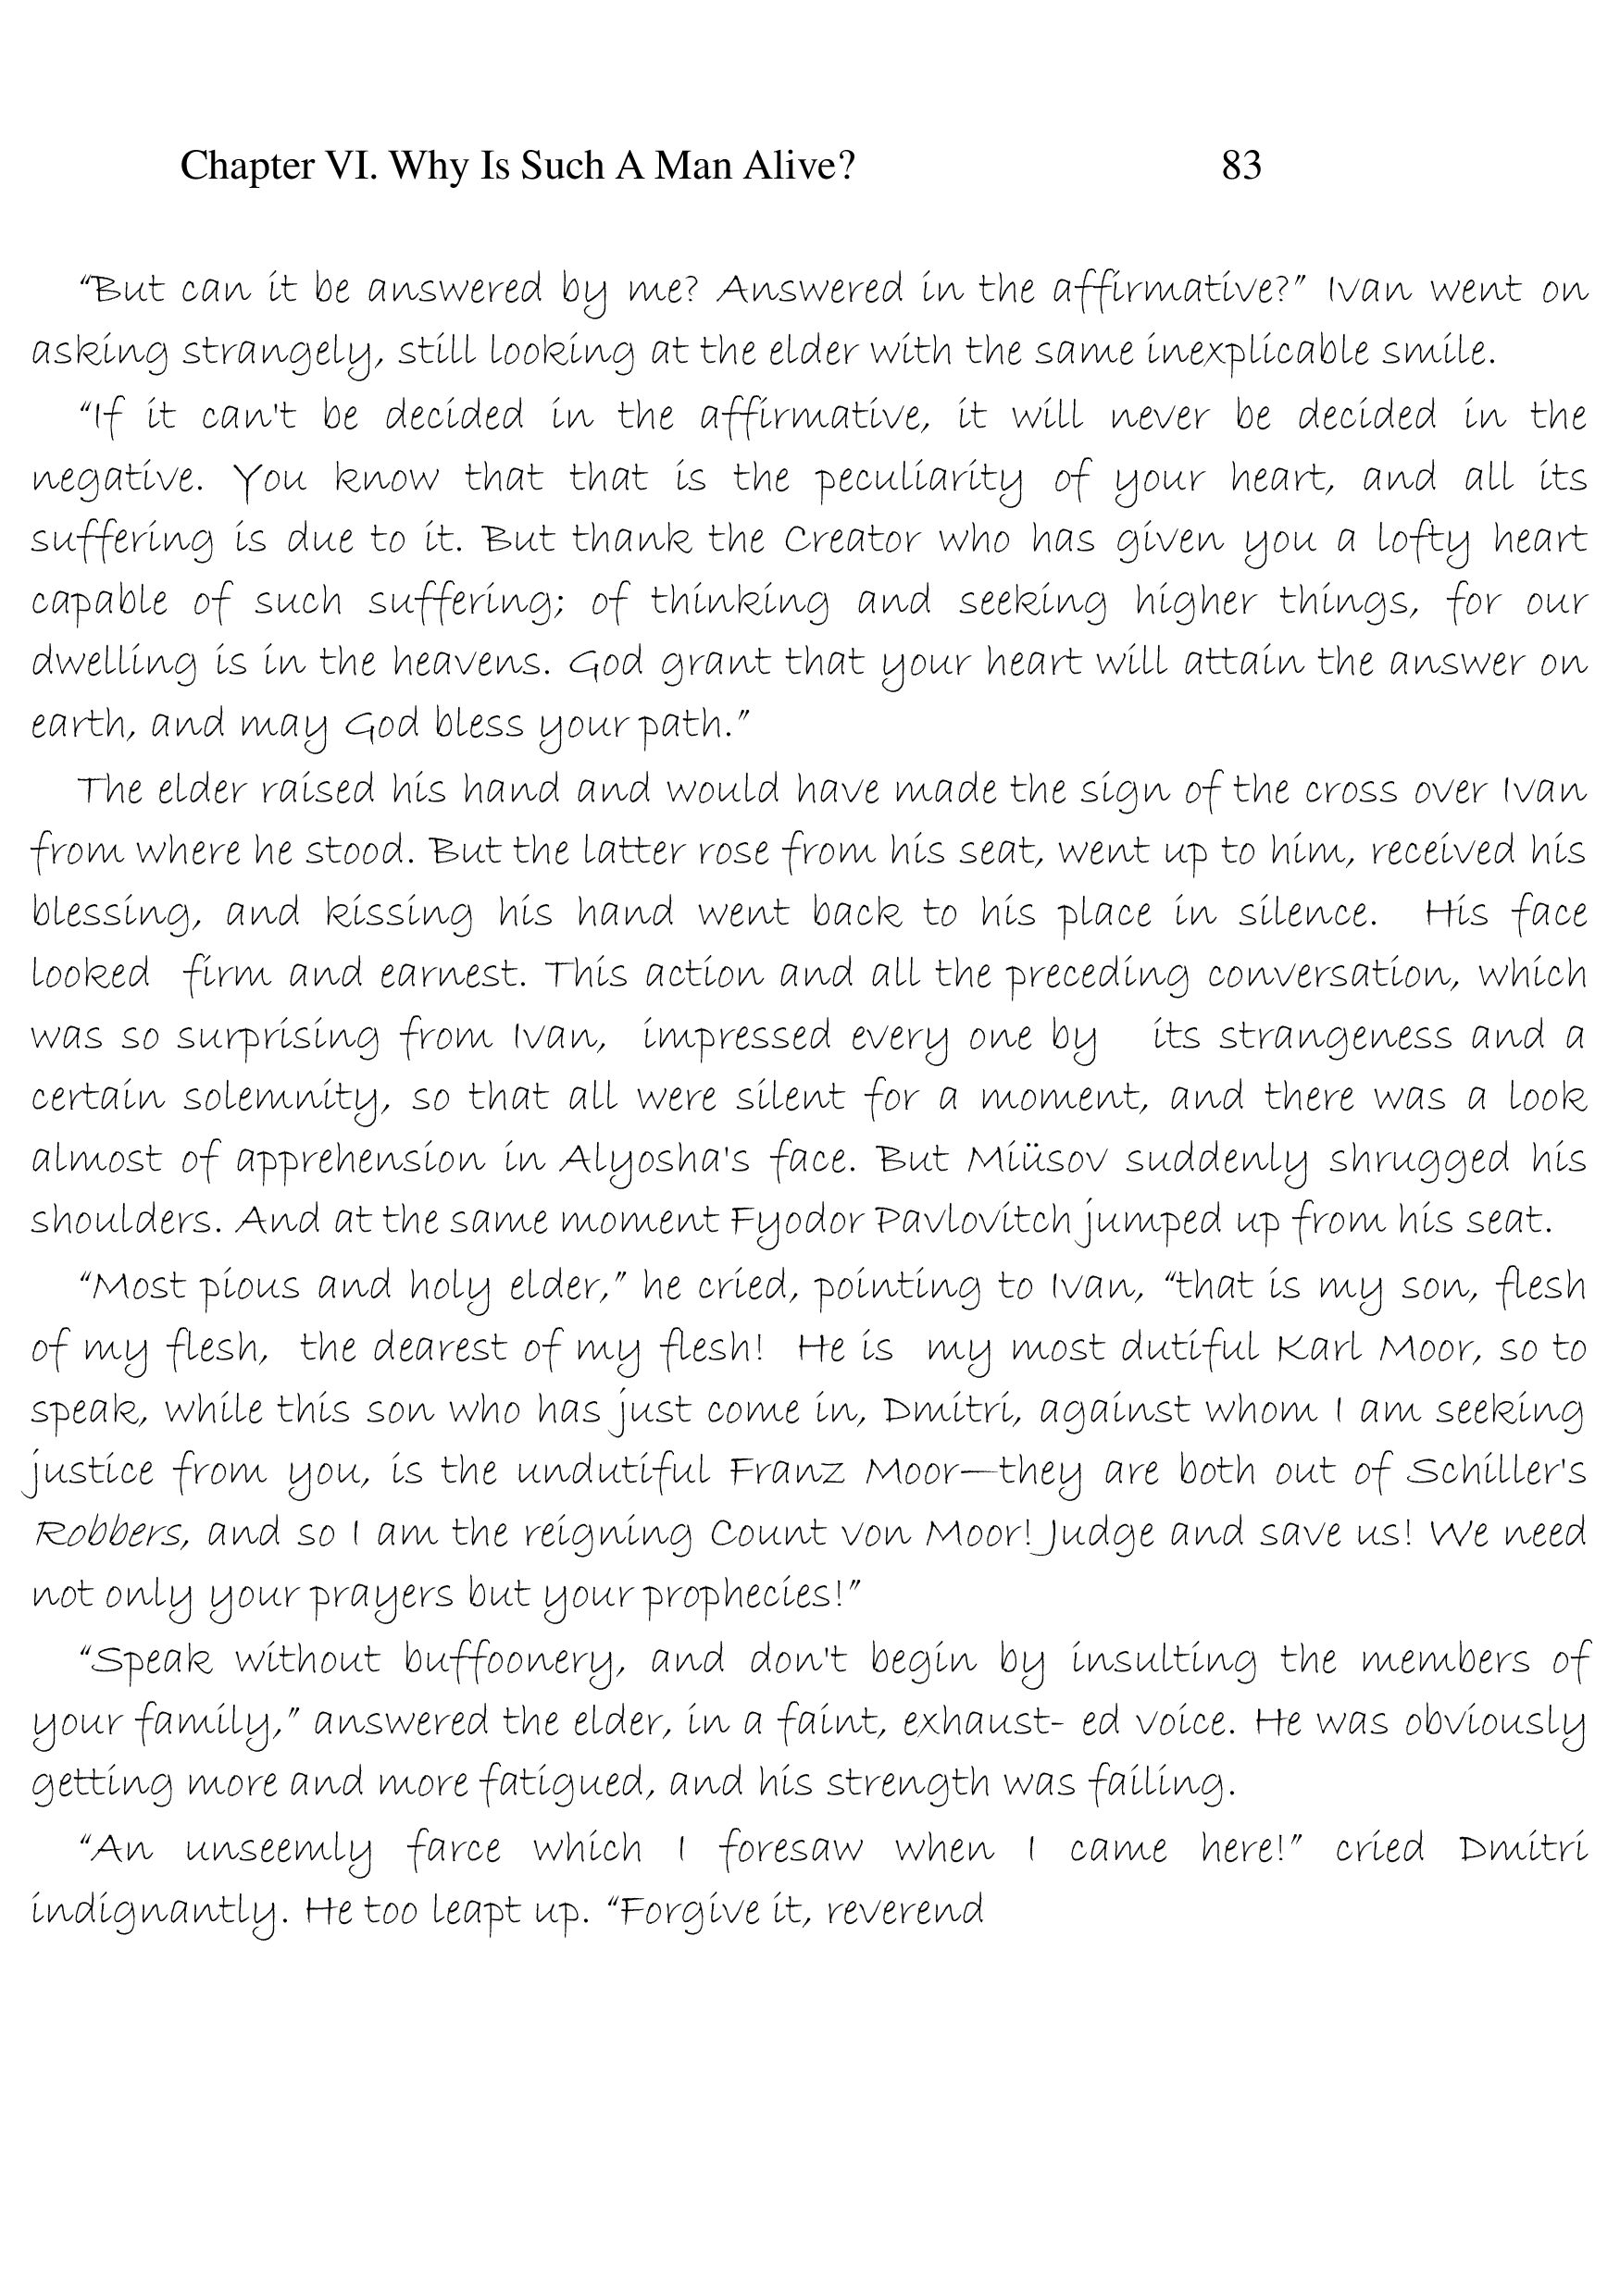 Chapter VI. Why Is Such A Man Alive? 83
“But can it be answered by me? Answered in the affirmative?” Ivan went on
asking strangely, still looking at the elder with the same inexplicable smile.
“If it can't be decided in the affirmative, it will never be decided in the
negative. You know that that is the peculiarity of your heart, and all its
suffering is due to it. But thank the Creator who has given you a lofty heart
capable of such suffering; of thinking and seeking higher things, for our
dwelling is in the heavens. God grant that your heart will attain the answer on
earth, and may God bless your path.”
The elder raised his hand and would have made the sign of the cross over Ivan
from where he stood. But the latter rose from his seat, went up to him, received his
blessing, and kissing his hand went back to his place in silence. His face
looked firm and earnest. This action and all the preceding conversation, which
was so surprising from Ivan, impressed every one by its strangeness and a
certain solemnity, so that all were silent for a moment, and there was a look
almost of apprehension in Alyosha's face. But Miüsov suddenly shrugged his
shoulders. And at the same moment Fyodor Pavlovitch jumped up from his seat.
“Most pious and holy elder,” he cried, pointing to Ivan, “that is my son, flesh
of my flesh, the dearest of my flesh! He is my most dutiful Karl Moor, so to
speak, while this son who has just come in, Dmitri, against whom I am seeking
justice from you, is the undutiful Franz Moor—they are both out of Schiller's
Robbers, and so I am the reigning Count von Moor! Judge and save us! We need
not only your prayers but your prophecies!”
“Speak without buffoonery, and don't begin by insulting the members of
your family,” answered the elder, in a faint, exhaust- ed voice. He was obviously
getting more and more fatigued, and his strength was failing.
“An unseemly farce which I foresaw when I came here!” cried Dmitri
indignantly. He too leapt up. “Forgive it, reverend